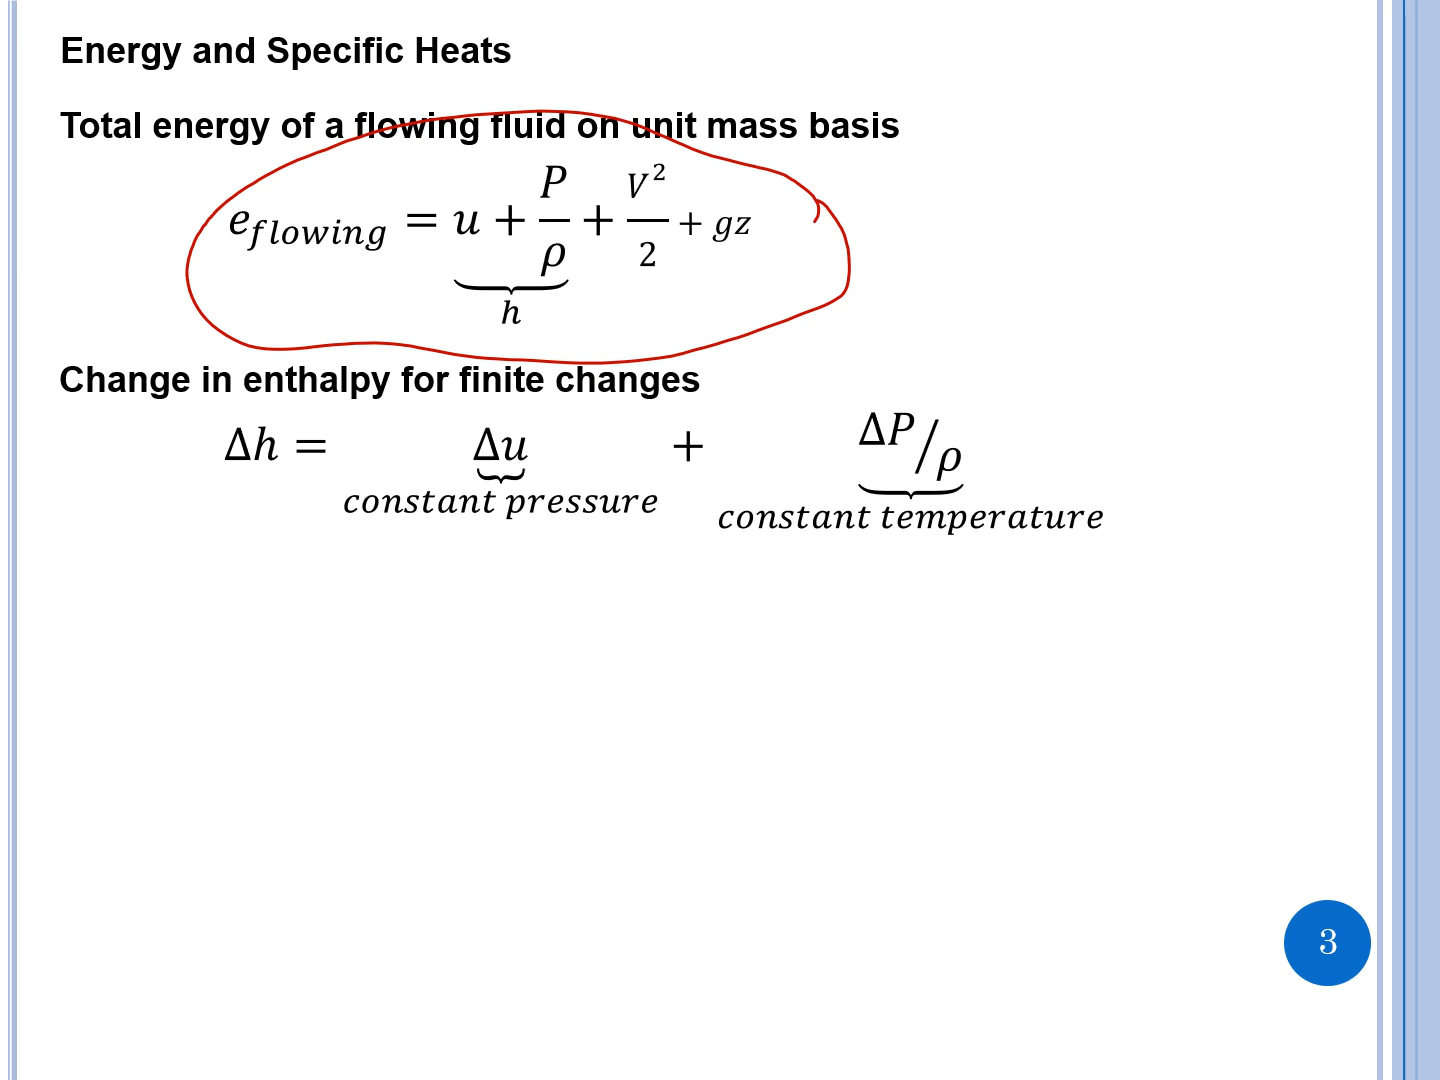 Energy and Specific Heats
Total energy of a flowing fluid on unit mass basis
e_flowing = u + P/ρ + V²/2 + gz
h
Change in enthalpy for finite changes
Δh = Δu + ΔP/ρ
constant pressure constant temperature
3